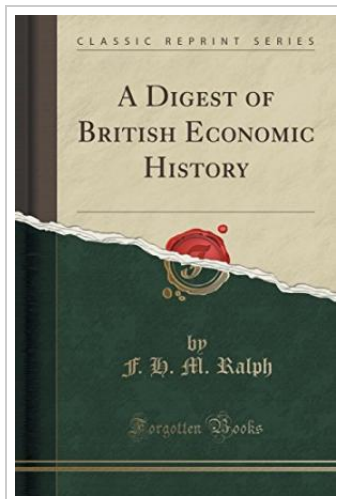 CLASSIC REPRINT SERIES
A DIGEST OF
BRITISH ECONOMIC
HISTORY
by
F. H. M. Ralph
Forgotten Books